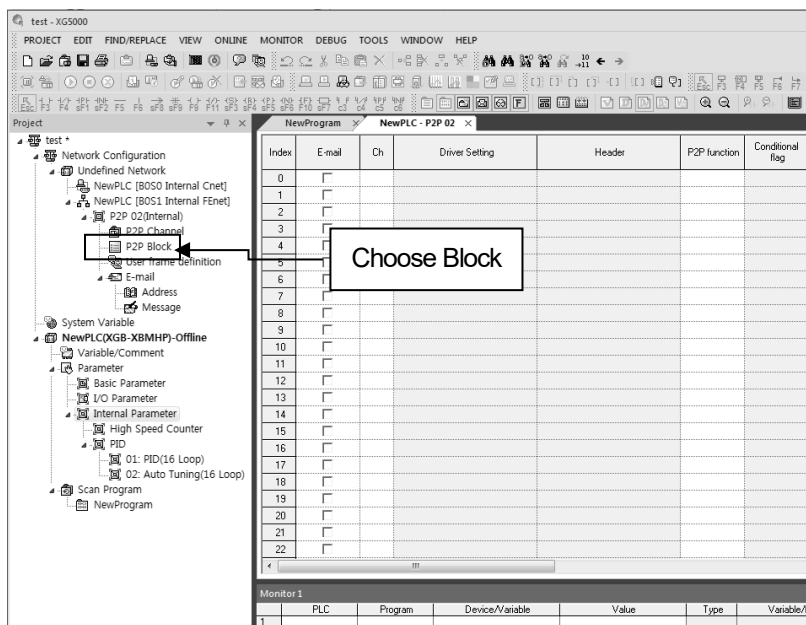 test - XG5000
PROJECT EDIT FIND/REPLACE VIEW ONLINE MONITOR DEBUG TOOLS WINDOW HELP
Project
NewProgram
NewPLC - P2P 02
test *
Network Configuration
Undefined Network
NewPLC [B0S0 Internal Cnet]
NewPLC [B0S1 Internal FEnet]
P2P 02(Internal)
P2P Channel
P2P Block
User frame definition
E-mail
Address
Message
System Variable
NewPLC(XGB-XBMHP)-Offline
Variable/Comment
Parameter
Basic Parameter
I/O Parameter
Internal Parameter
High Speed Counter
PID
01: PID(16 Loop)
02: Auto Tuning(16 Loop)
Scan Program
NewProgram
Index E-mail Ch Driver Setting Header P2P function Conditional flag
0
1
2
3
4
5
6
7
8
9
10
11
12
13
14
15
16
17
18
19
20
21
22
Choose Block
Monitor 1
PLC Program Device/Variable Value Type Variable/
1